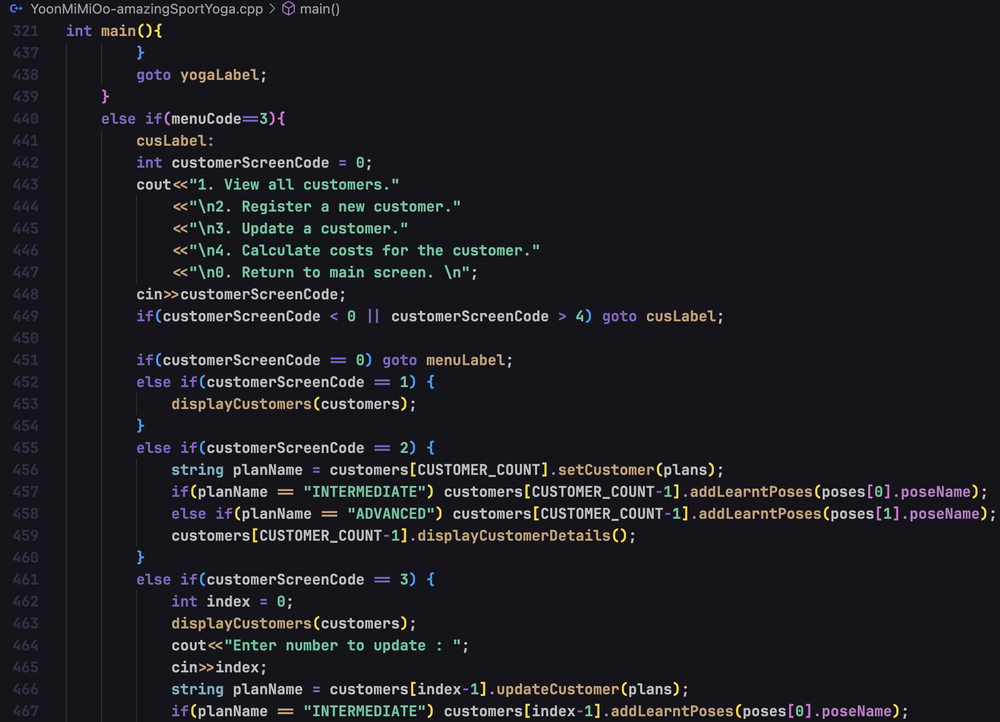 YoonMiMiOo-amazingSportYoga.cpp > main()
321 int main(){
437 }
438 goto yogaLabel;
439 }
440 else if(menuCode==3){
441 cusLabel:
442 int customerScreenCode = 0;
443 cout<<"1. View all customers."
444 <<"\n2. Register a new customer."
445 <<"\n3. Update a customer."
446 <<"\n4. Calculate costs for the customer."
447 <<"\n0. Return to main screen. \n";
448 cin>>customerScreenCode;
449 if(customerScreenCode < 0 || customerScreenCode > 4) goto cusLabel;
450
451 if(customerScreenCode == 0) goto menuLabel;
452 else if(customerScreenCode == 1) {
453 displayCustomers(customers);
454 }
455 else if(customerScreenCode == 2) {
456 string planName = customers[CUSTOMER_COUNT].setCustomer(plans);
457 if(planName == "INTERMEDIATE") customers[CUSTOMER_COUNT-1].addLearntPoses(poses[0].poseName);
458 else if(planName == "ADVANCED") customers[CUSTOMER_COUNT-1].addLearntPoses(poses[1].poseName);
459 customers[CUSTOMER_COUNT-1].displayCustomerDetails();
460 }
461 else if(customerScreenCode == 3) {
462 int index = 0;
463 displayCustomers(customers);
464 cout<<"Enter number to update : ";
465 cin>>index;
466 string planName = customers[index-1].updateCustomer(plans);
467 if(planName == "INTERMEDIATE") customers[index-1].addLearntPoses(poses[0].poseName);